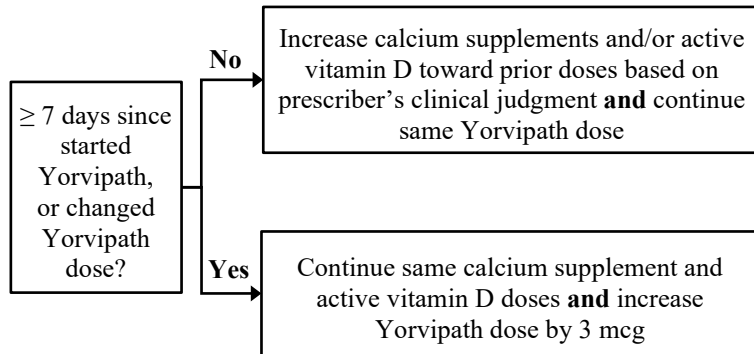 ≥ 7 days since
started
Yorvipath,
or changed
Yorvipath
dose?
No
Increase calcium supplements and/or active
vitamin D toward prior doses based on
prescriber’s clinical judgment and continue
same Yorvipath dose
Yes
Continue same calcium supplement and
active vitamin D doses and increase
Yorvipath dose by 3 mcg